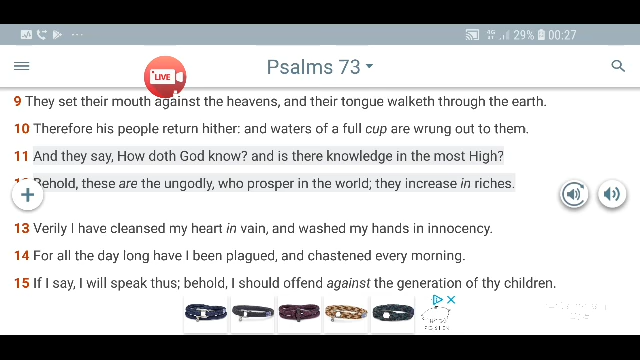 29% 00:27
LIVE
Psalms 73
9 They set their mouth against the heavens, and their tongue walketh through the earth.
10 Therefore his people return hither: and waters of a full cup are wrung out to them.
11 And they say, How doth God know? and is there knowledge in the most High?
Behold, these are the ungodly, who prosper in the world; they increase in riches.
13 Verily I have cleansed my heart in vain, and washed my hands in innocency.
14 For all the day long have I been plagued, and chastened every morning.
15 If I say, I will speak thus; behold, I should offend against the generation of thy children.